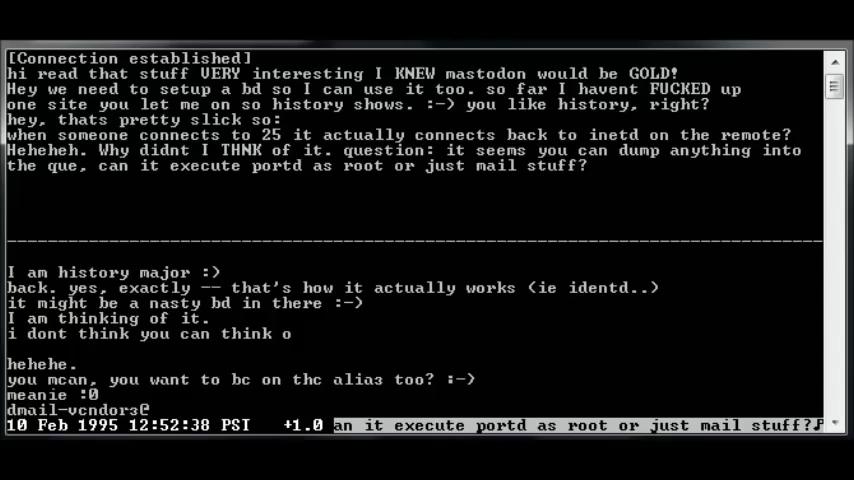 [Connection established]
hi read that stuff VERY interesting I KNEW mastodon would be GOLD!
Hey we need to setup a bd so I can use it too. so far I havent FUCKED up
one site you let me on so history shows. :-) you like history, right?
hey, thats pretty slick so:
when someone connects to 25 it actually connects back to inetd on the remote?
Heheheh. Why didnt I THNK of it. question: it seems you can dump anything into
the que, can it execute portd as root or just mail stuff?
I am history major :)
back. yes, exactly -- that's how it actually works (ie identd..)
it might be a nasty bd in there :-)
I am thinking of it.
i dont think you can think o
hehehe.
you mean, you want to be on the alias too? :-)
meanie :0
dmail-vendors@
10 Feb 1995 12:52:38 PST +1.0 an it execute portd as root or just mail stuff?♪